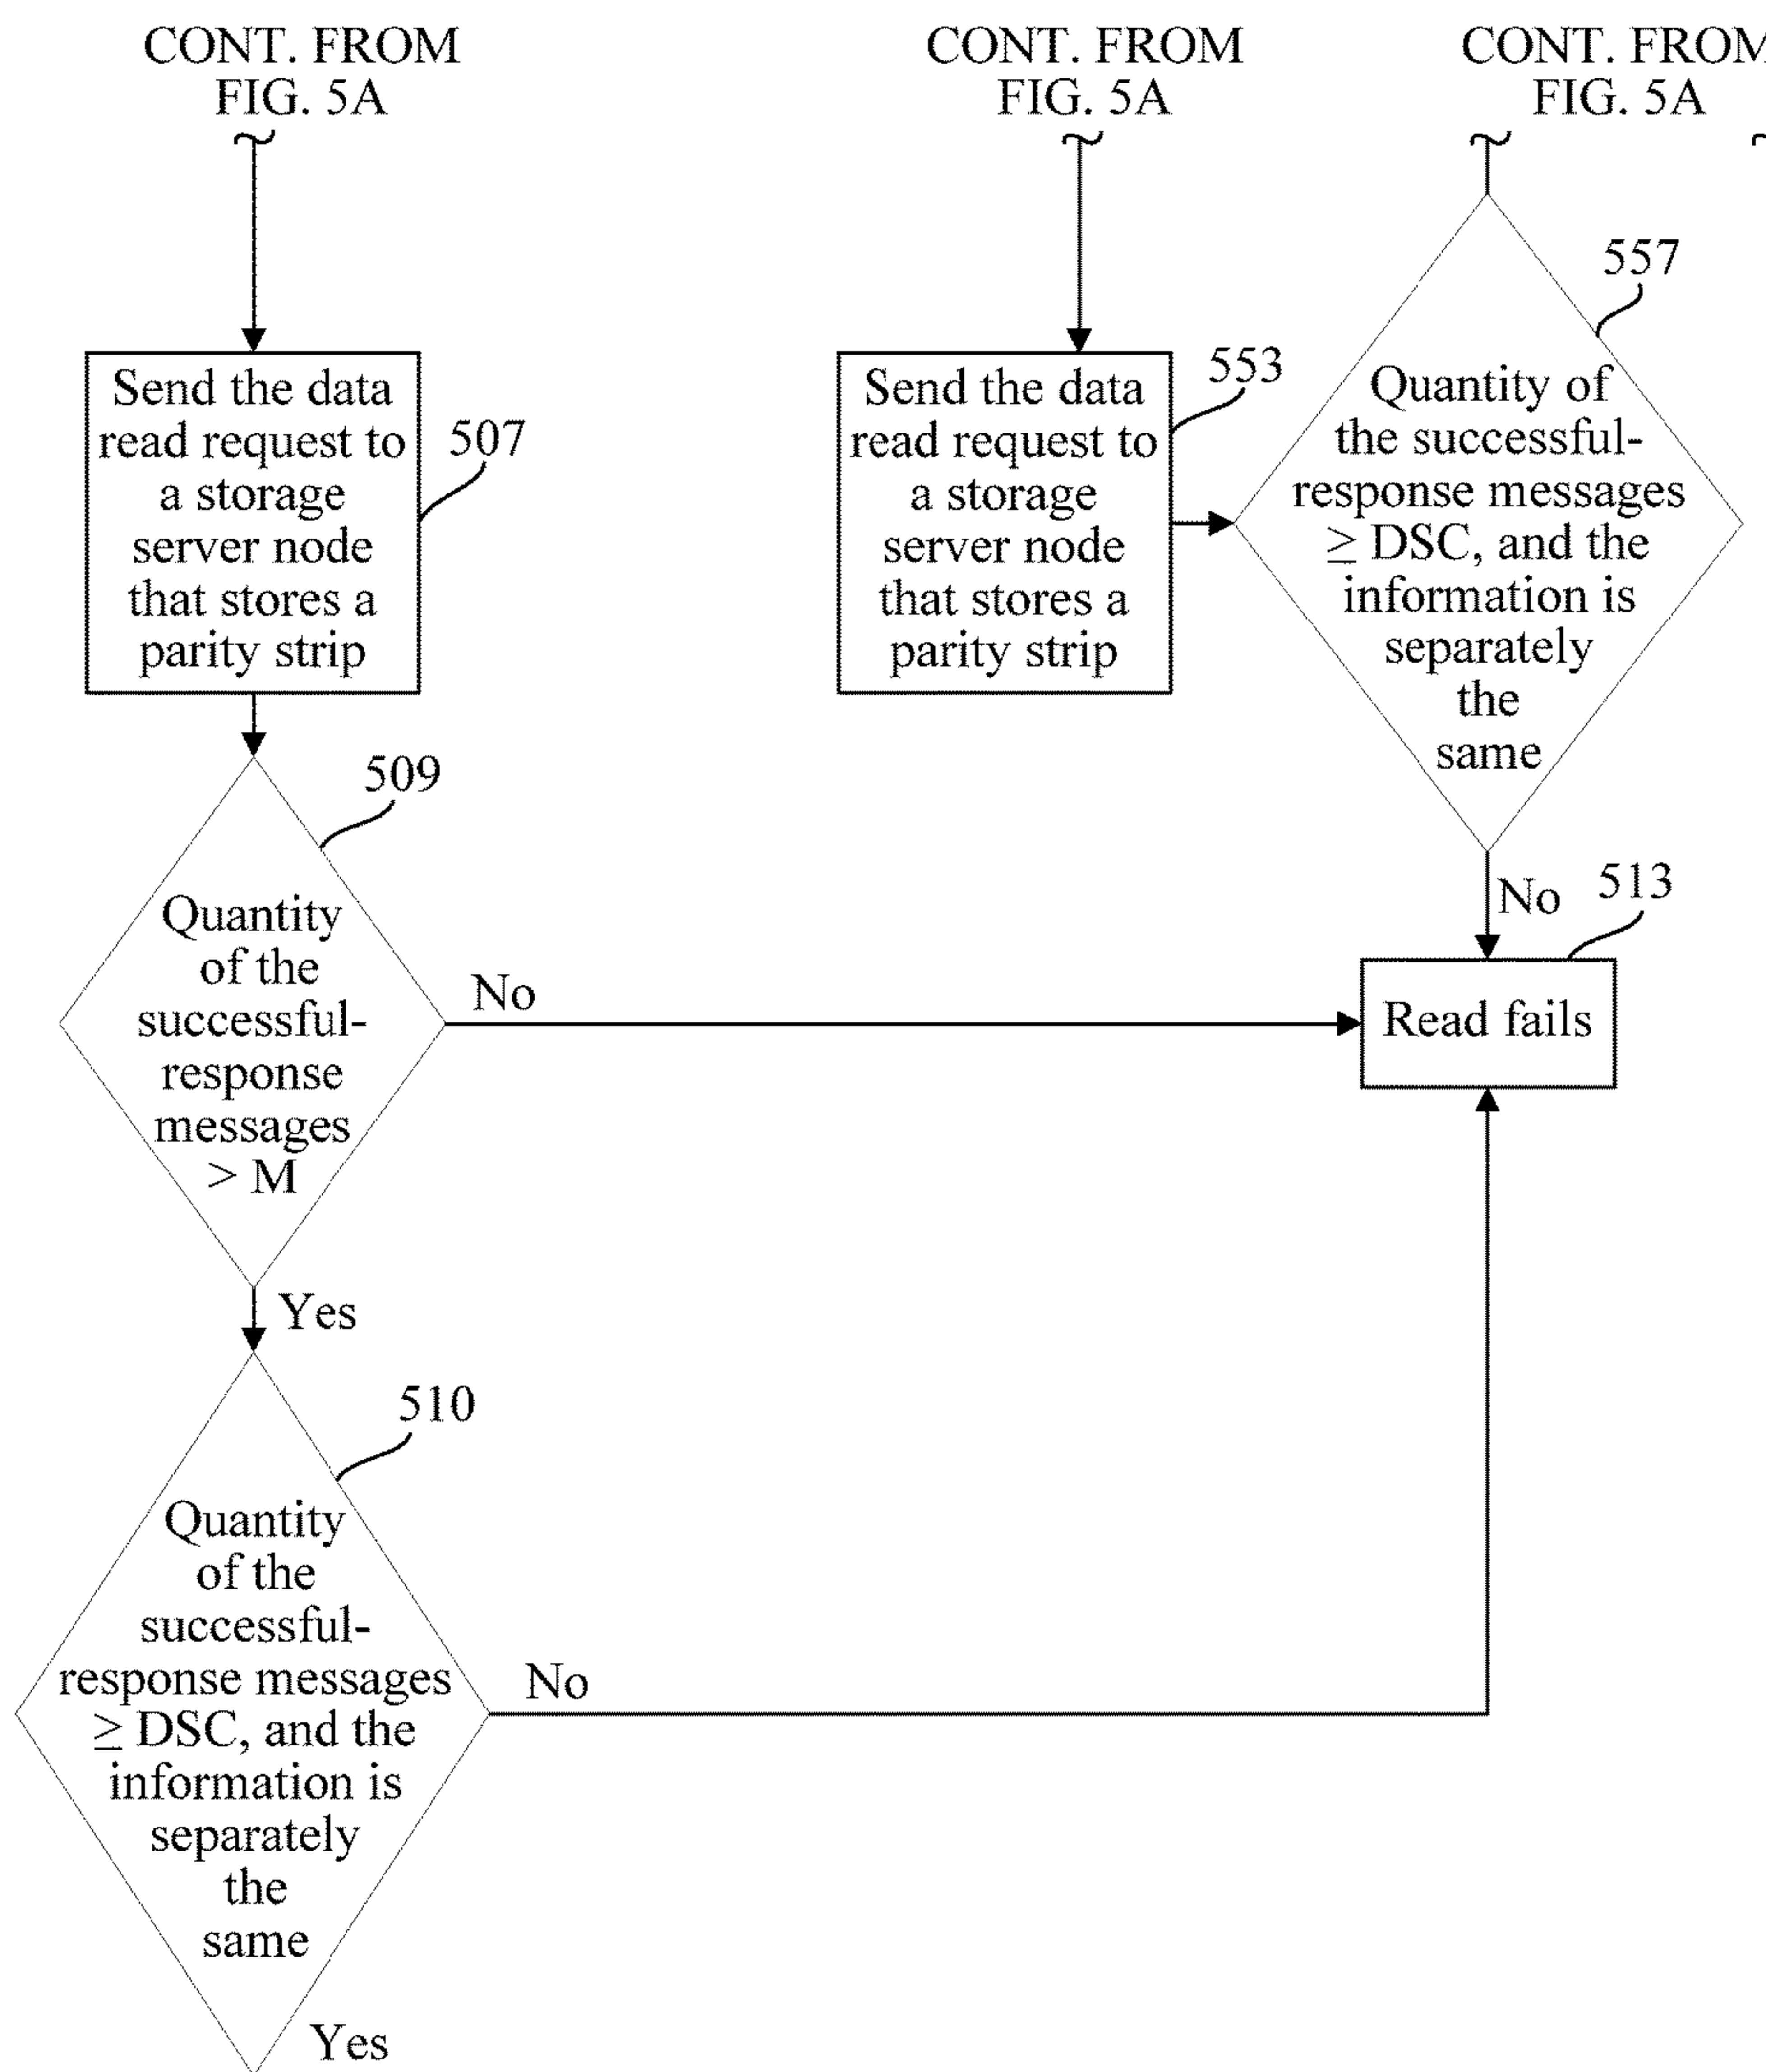 CONT. FROM
FIG. 5A
CONT. FROM
FIG. 5A
CONT. FROM
FIG. 5A
Send the data
read request to
a storage
server node
that stores a
parity strip
507
Send the data
read request to
a storage
server node
that stores a
parity strip
553
557
Quantity of
the successful-
response messages
≥ DSC, and the
information is
separately
the
same
509
Quantity
of the
successful-
response
messages
> M
No
No
513
Read fails
Yes
510
Quantity
of the
successful-
response messages
≥ DSC, and the
information is
separately
the
same
No
Yes